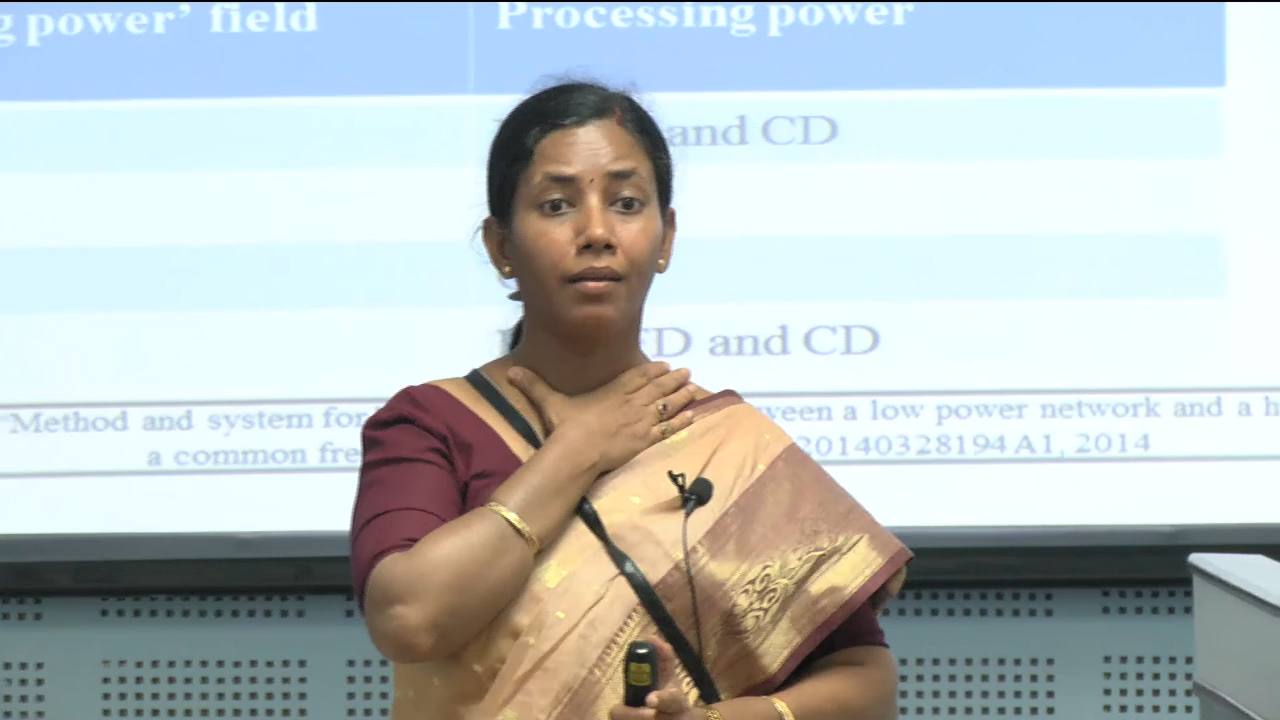 g power’ field
Processing power
and CD
FD and CD
“Method and system for ween a low power network and a h
a common fre 20140328194 A1, 2014